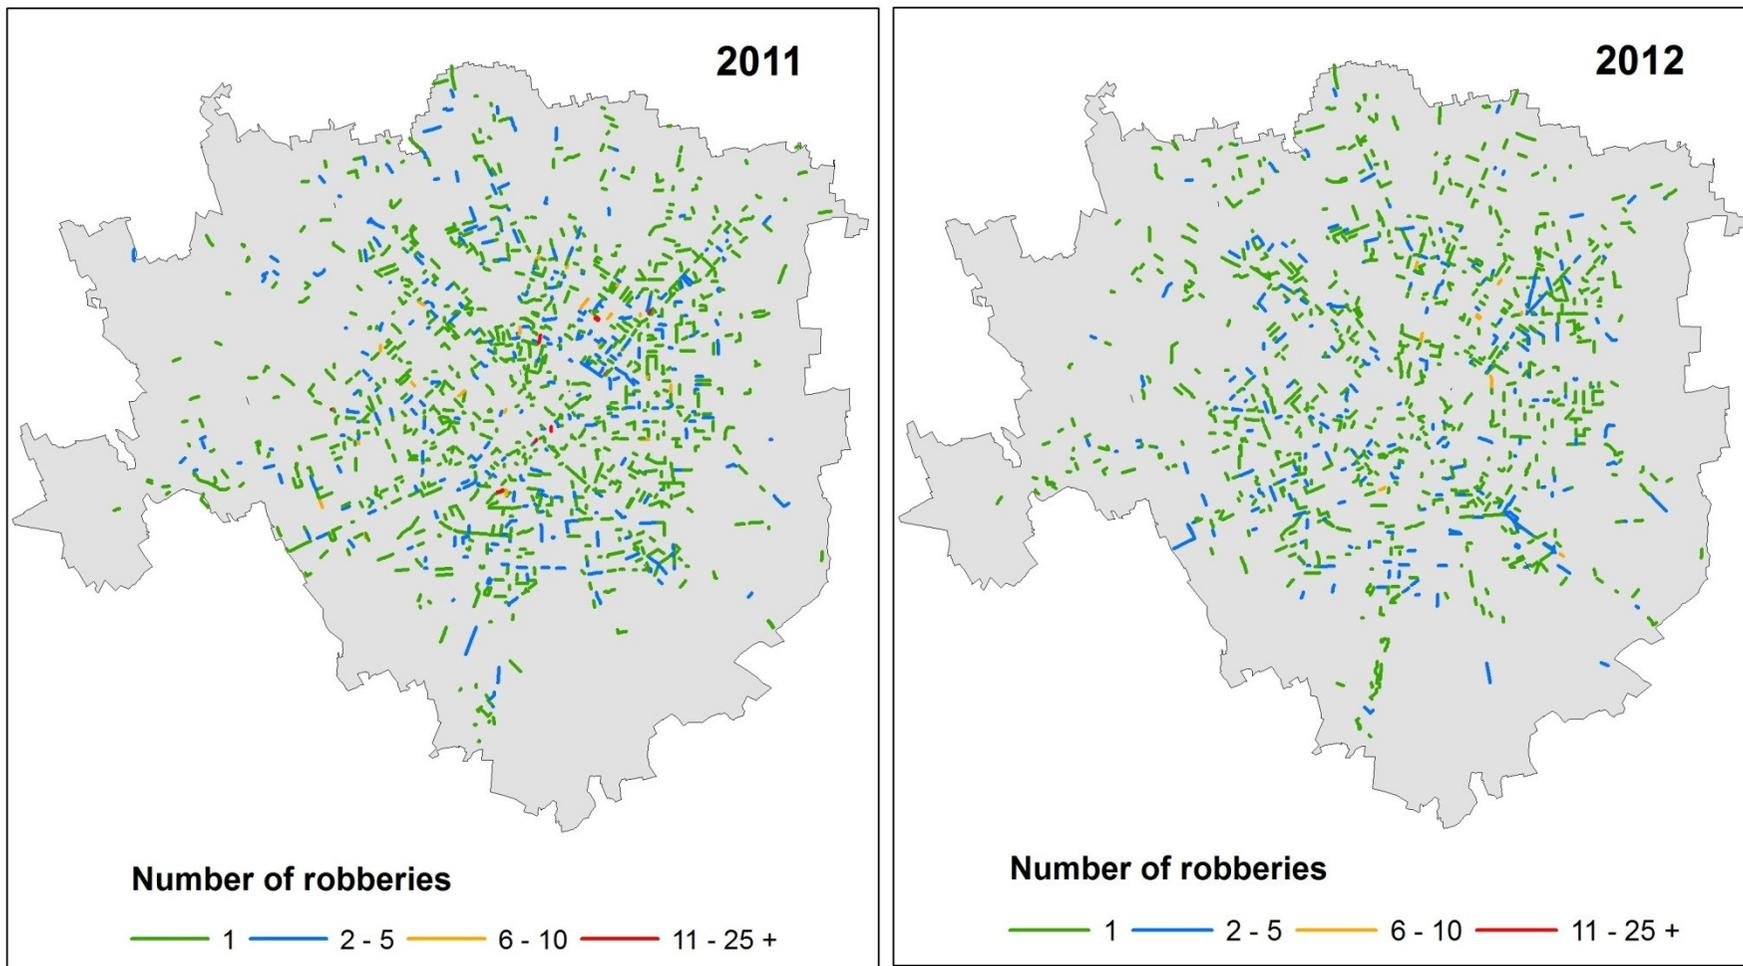 2011
Number of robberies
1 2 - 5 6 - 10 11 - 25 +
2012
Number of robberies
1 2 - 5 6 - 10 11 - 25 +